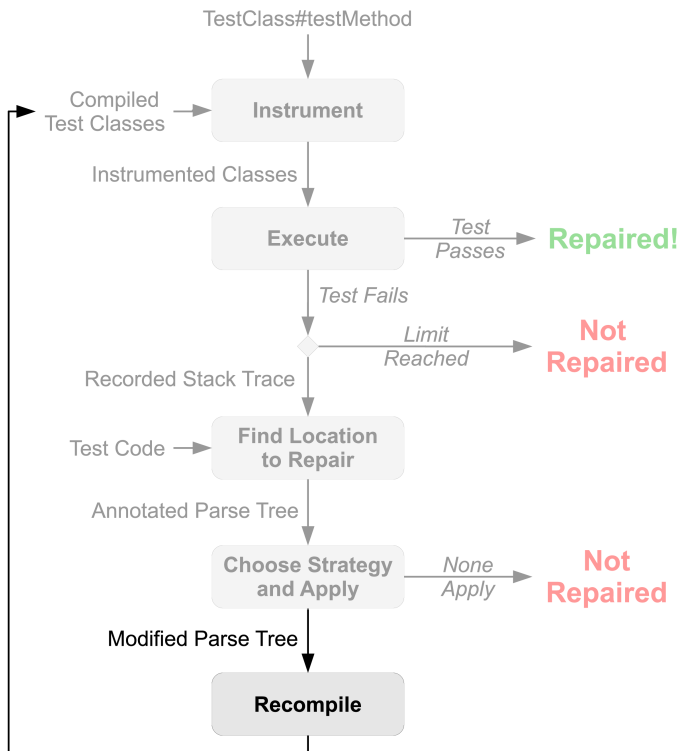 TestClass#testMethod
Compiled
Test Classes
Instrument
Instrumented Classes
Execute
Test
Passes
Repaired!
Test Fails
Limit
Reached
Not
Repaired
Recorded Stack Trace
Test Code
Find Location
to Repair
Annotated Parse Tree
Choose Strategy
and Apply
None
Apply
Not
Repaired
Modified Parse Tree
Recompile